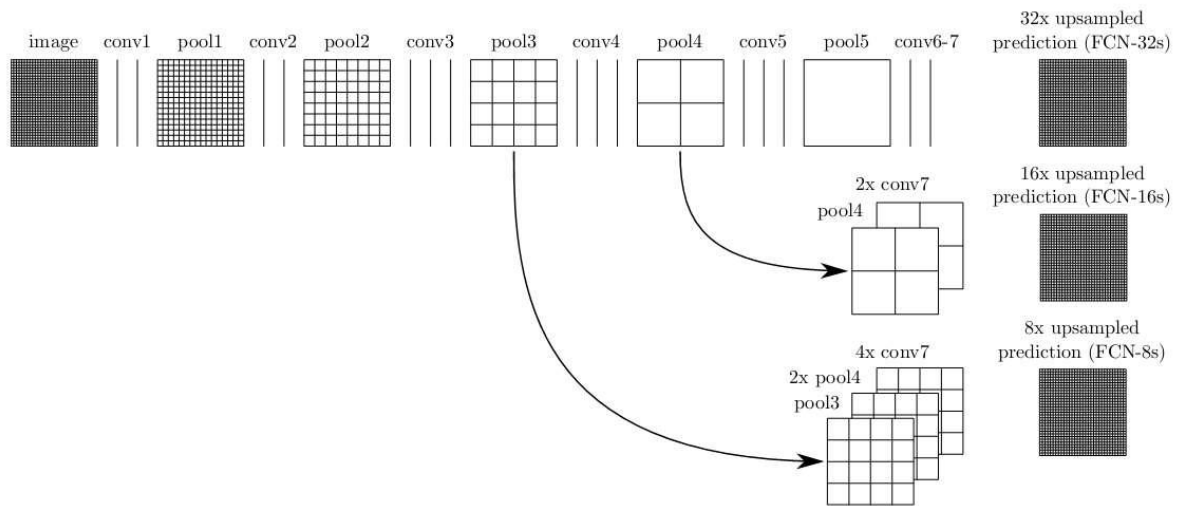 32x upsampled
image conv1 pool1 conv2 pool2 conv3 pool3 conv4 pool4 conv5 pool5 conv6-7 prediction (FCN-32s)
16x upsampled
2x conv7 prediction (FCN-16s)
pool4
8x upsampled
4x conv7 prediction (FCN-8s)
2x pool4
pool3